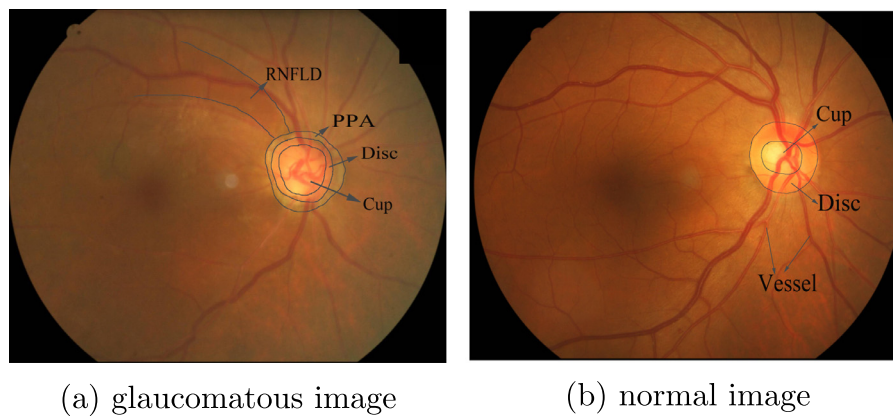 RNFLD
PPA
Disc
Cup
Cup
Disc
Vessel
(a) glaucomatous image
(b) normal image